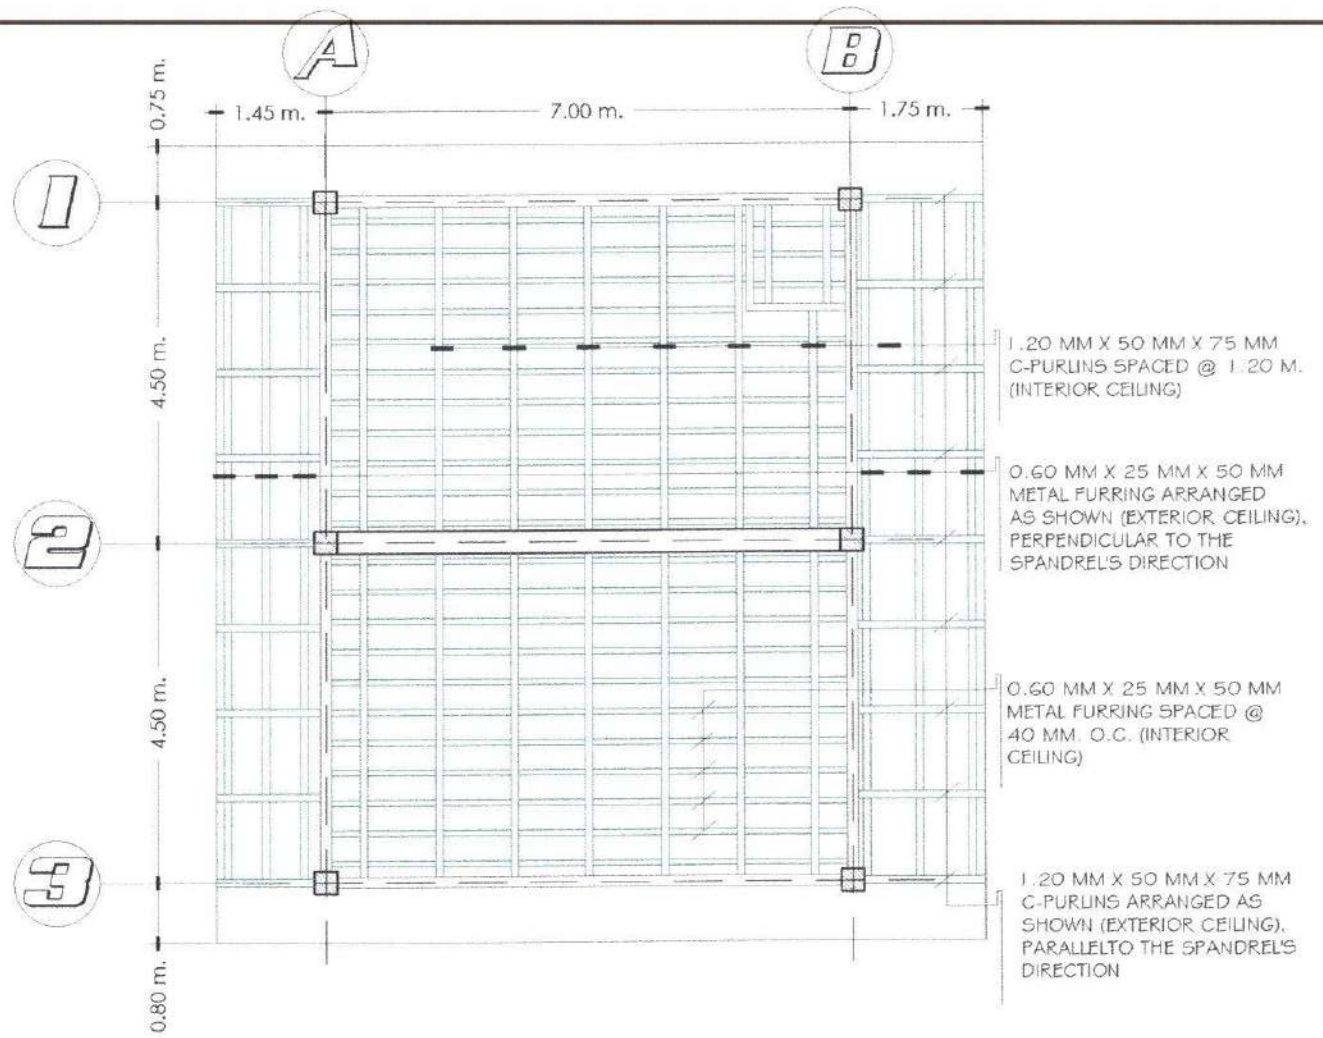 A
B
0.75 m.
1.45 m.
7.00 m.
1.75 m.
1
4.50 m.
1.20 MM X 50 MM X 75 MM
C-PURLINS SPACED @ 1.20 M.
(INTERIOR CEILING)
0.60 MM X 25 MM X 50 MM
METAL FURRING ARRANGED
AS SHOWN (EXTERIOR CEILING),
PERPENDICULAR TO THE
SPANDREL'S DIRECTION
2
4.50 m.
0.60 MM X 25 MM X 50 MM
METAL FURRING SPACED @
40 MM. O.C. (INTERIOR
CEILING)
3
1.20 MM X 50 MM X 75 MM
C-PURLINS ARRANGED AS
SHOWN (EXTERIOR CEILING),
PARALLELTO THE SPANDREL'S
DIRECTION
0.80 m.